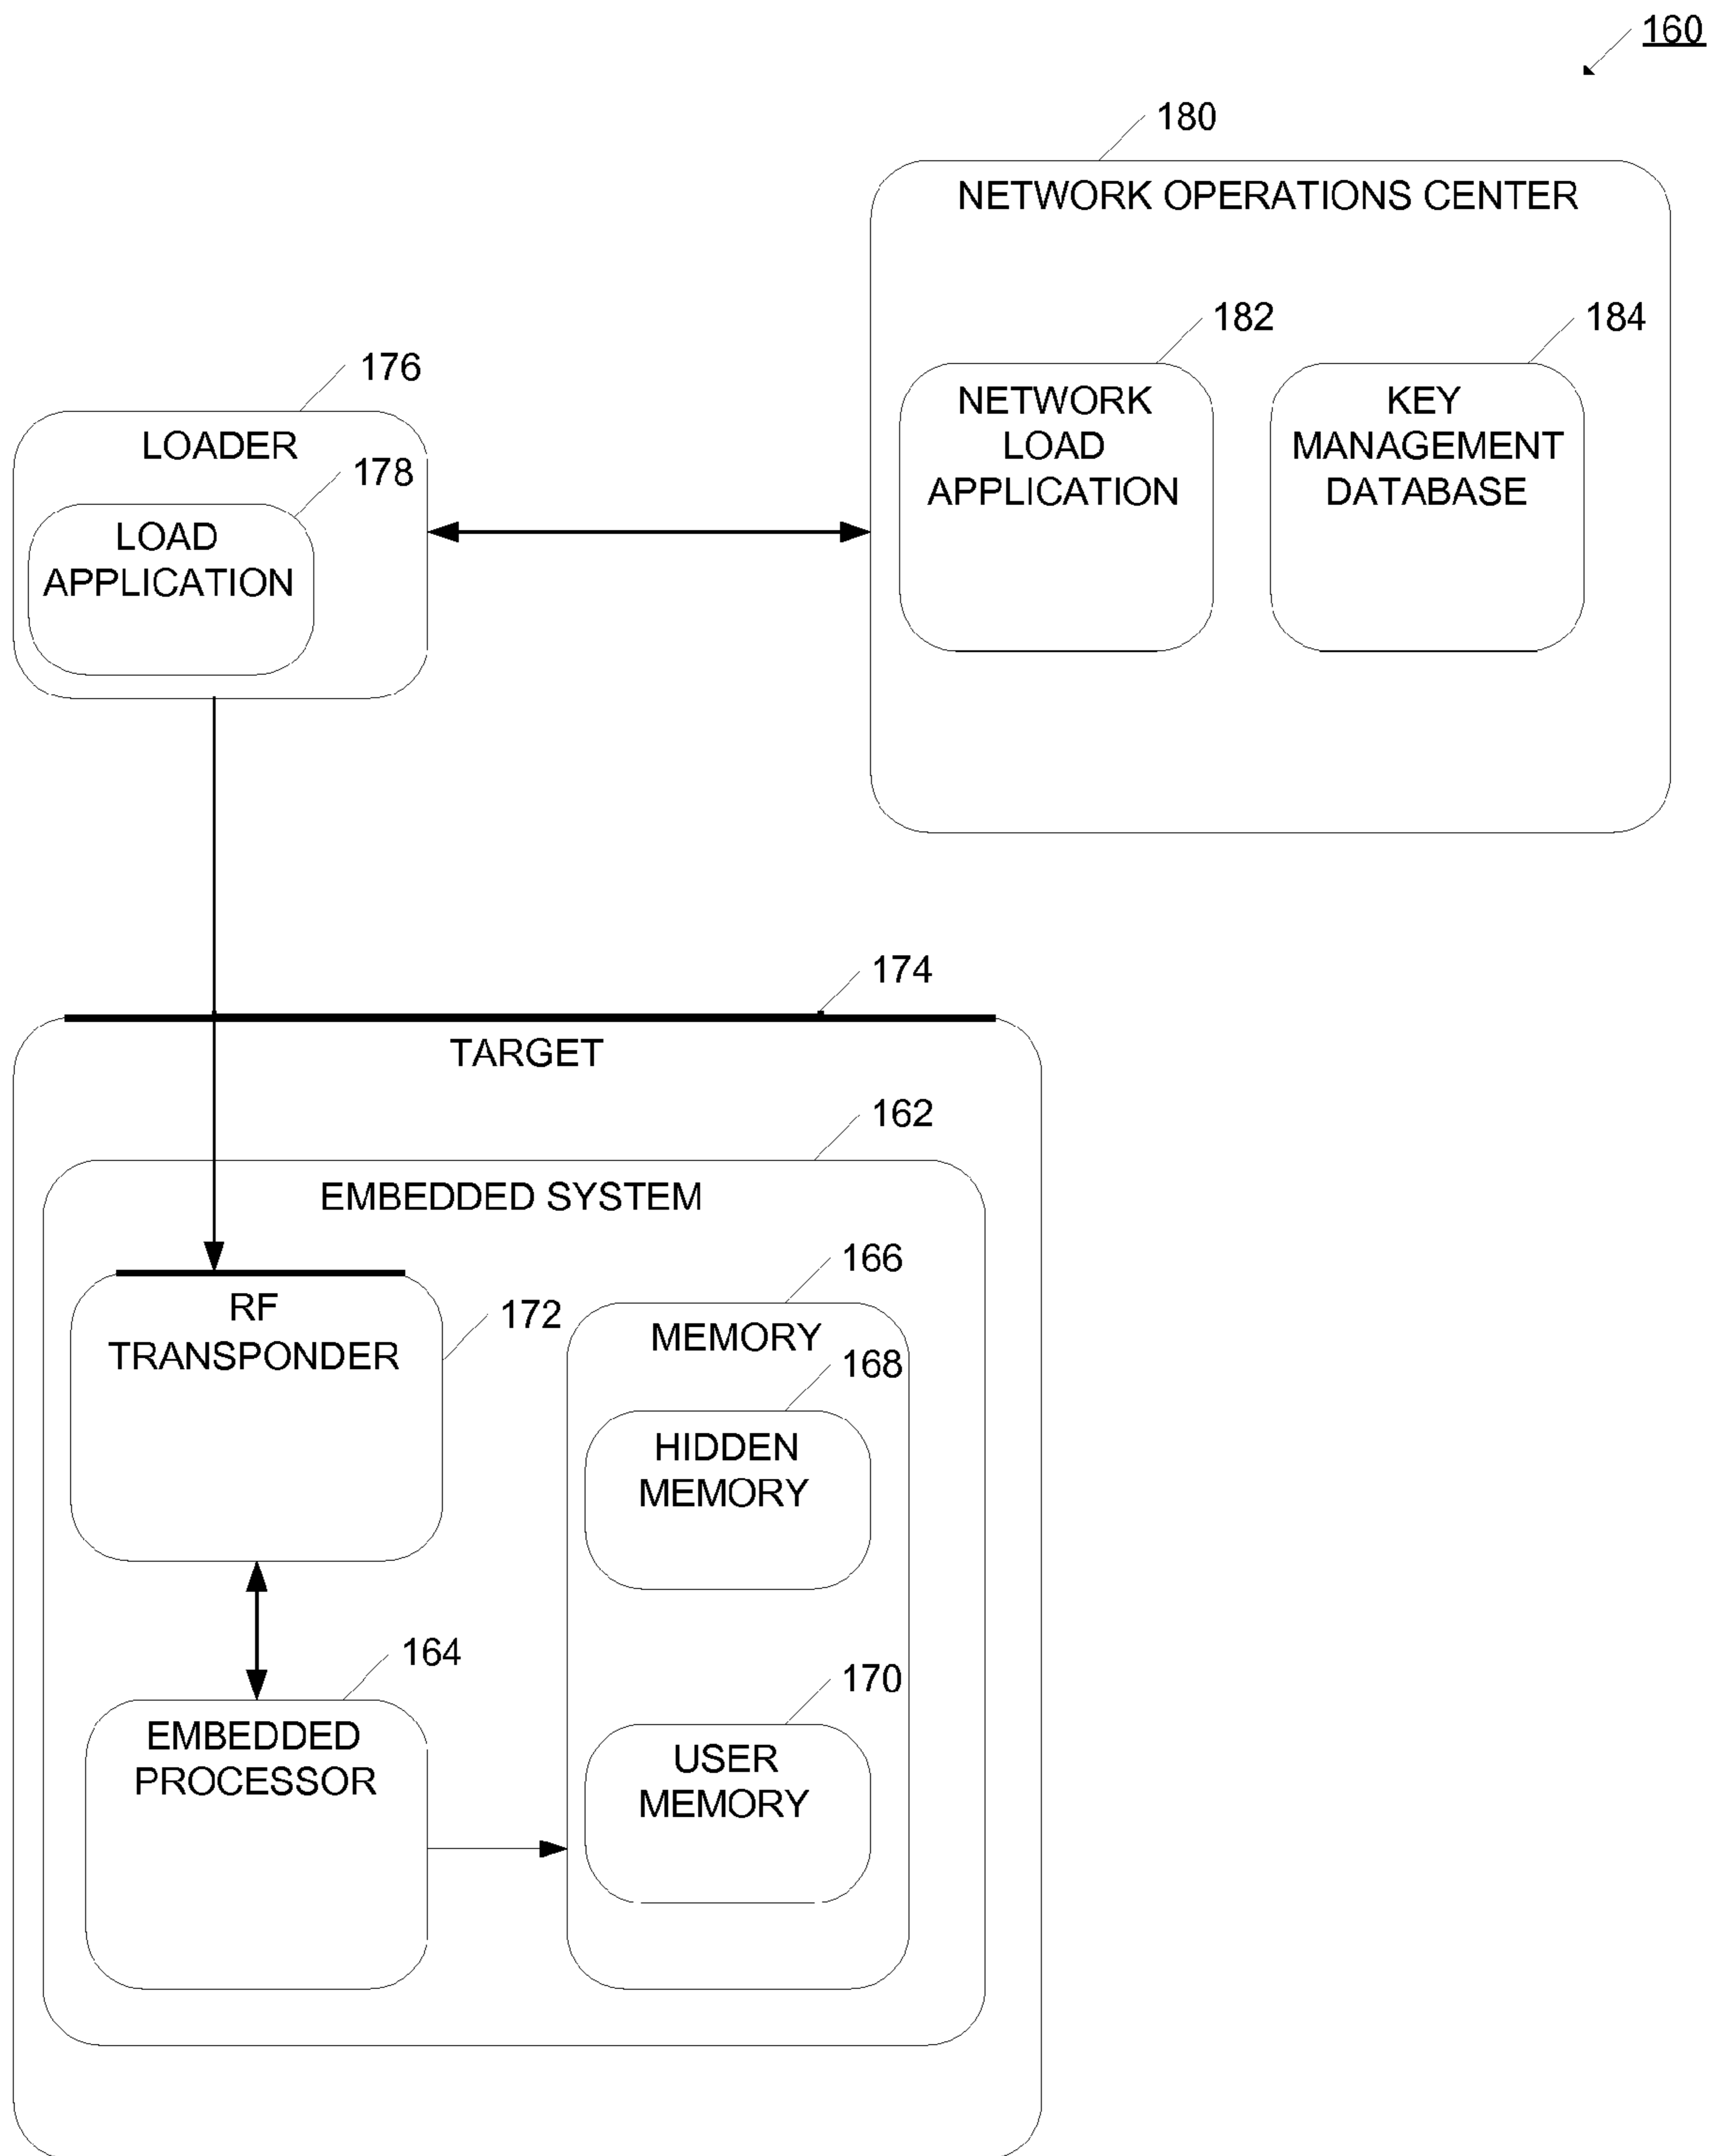 160
180
NETWORK OPERATIONS CENTER
182
184
NETWORK
LOAD
APPLICATION
KEY
MANAGEMENT
DATABASE
176
LOADER
178
LOAD
APPLICATION
174
TARGET
162
EMBEDDED SYSTEM
RF
TRANSPONDER
172
166
MEMORY
168
HIDDEN
MEMORY
164
EMBEDDED
PROCESSOR
170
USER
MEMORY